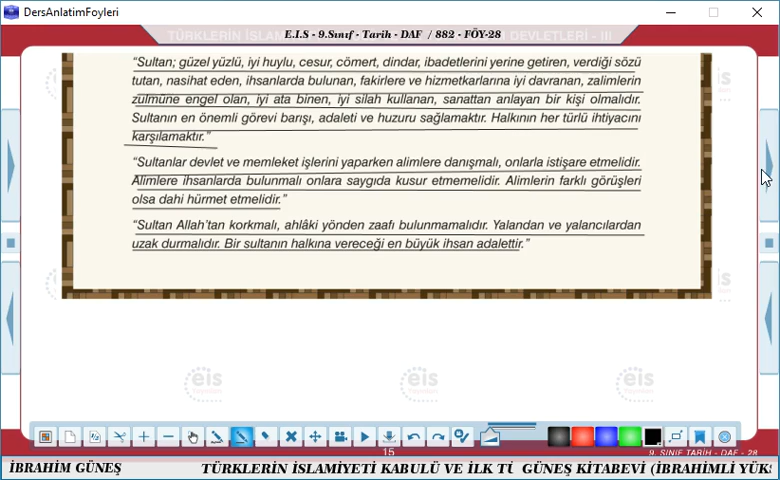 DersAnlatimFoyleri
E.I.S - 9.Sınıf - Tarih - DAF / 882 - FÖY-28
TÜRKLERİN İSLAM DEVLETLERİ - III
“Sultan; güzel yüzlü, iyi huylu, cesur, cömert, dindar, ibadetlerini yerine getiren, verdiği sözü
tutan, nasihat eden, ihsanlarda bulunan, fakirlere ve hizmetkarlarına iyi davranan, zalimlerin
zulmüne engel olan, iyi ata binen, iyi silah kullanan, sanattan anlayan bir kişi olmalıdır.
Sultanın en önemli görevi barışı, adaleti ve huzuru sağlamaktır. Halkının her türlü ihtiyacını
karşılamaktır.”
“Sultanlar devlet ve memleket işlerini yaparken alimlere danışmalı, onlarla istişare etmelidir.
Alimlere ihsanlarda bulunmalı onlara saygıda kusur etmemelidir. Alimlerin farklı görüşleri
olsa dahi hürmet etmelidir.”
“Sultan Allah’tan korkmalı, ahlâki yönden zaafı bulunmamalıdır. Yalandan ve yalancılardan
uzak durmalıdır. Bir sultanın halkına vereceği en büyük ihsan adalettir.”
eis
eis
eis
15
9. SINIF TARİH - DAF - 28
İBRAHİM GÜNEŞ
TÜRKLERİN İSLAMİYETİ KABULÜ VE İLK TÜ
GÜNEŞ KİTABEVİ (İBRAHİMLİ YÜKS